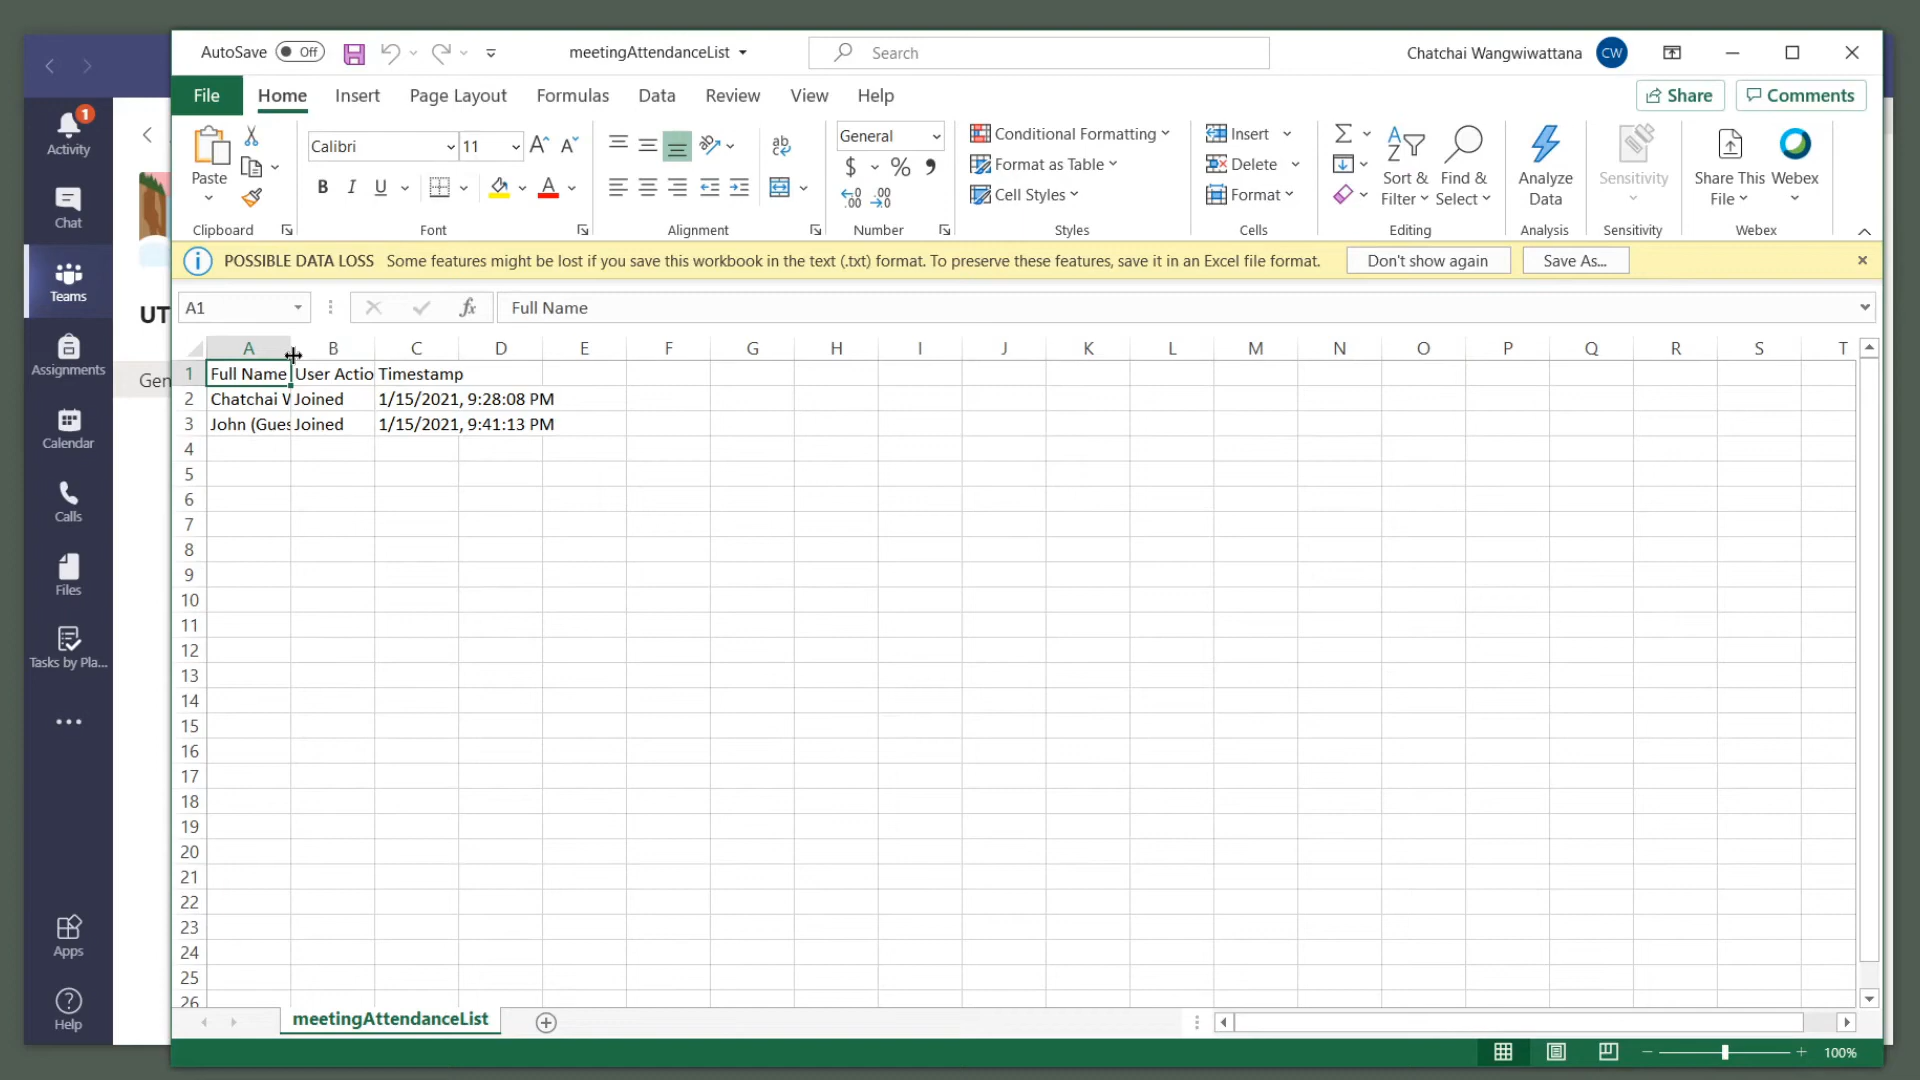 AutoSave Off meetingAttendanceList Search Chatchai Wangwiwattana CW
File Home Insert Page Layout Formulas Data Review View Help Share Comments
Paste
Calibri 11
B I U A
ab
General
$ % 9
.00
Conditional Formatting
Format as Table
Cell Styles
Insert
Delete
Format
Sort & Filter
Find & Select
Analyze Data
Sensitivity
Share This File
Webex
Clipboard Font Alignment Number Styles Cells Editing Analysis Sensitivity Webex
POSSIBLE DATA LOSS Some features might be lost if you save this workbook in the text (.txt) format. To preserve these features, save it in an Excel file format. Don't show again Save As...
A1 fx Full Name
A B C D E F G H I J K L M N O P Q R S T
1 Full Name User Actio Timestamp
2 Chatchai W Joined 1/15/2021, 9:28:08 PM
3 John (Gues Joined 1/15/2021, 9:41:13 PM
4
5
6
7
8
9
10
11
12
13
14
15
16
17
18
19
20
21
22
23
24
25
26
meetingAttendanceList
100%
1
Activity
Chat
Teams
Assignments
Calendar
Calls
Files
Tasks by Pla...
Apps
Help
UT
Gen